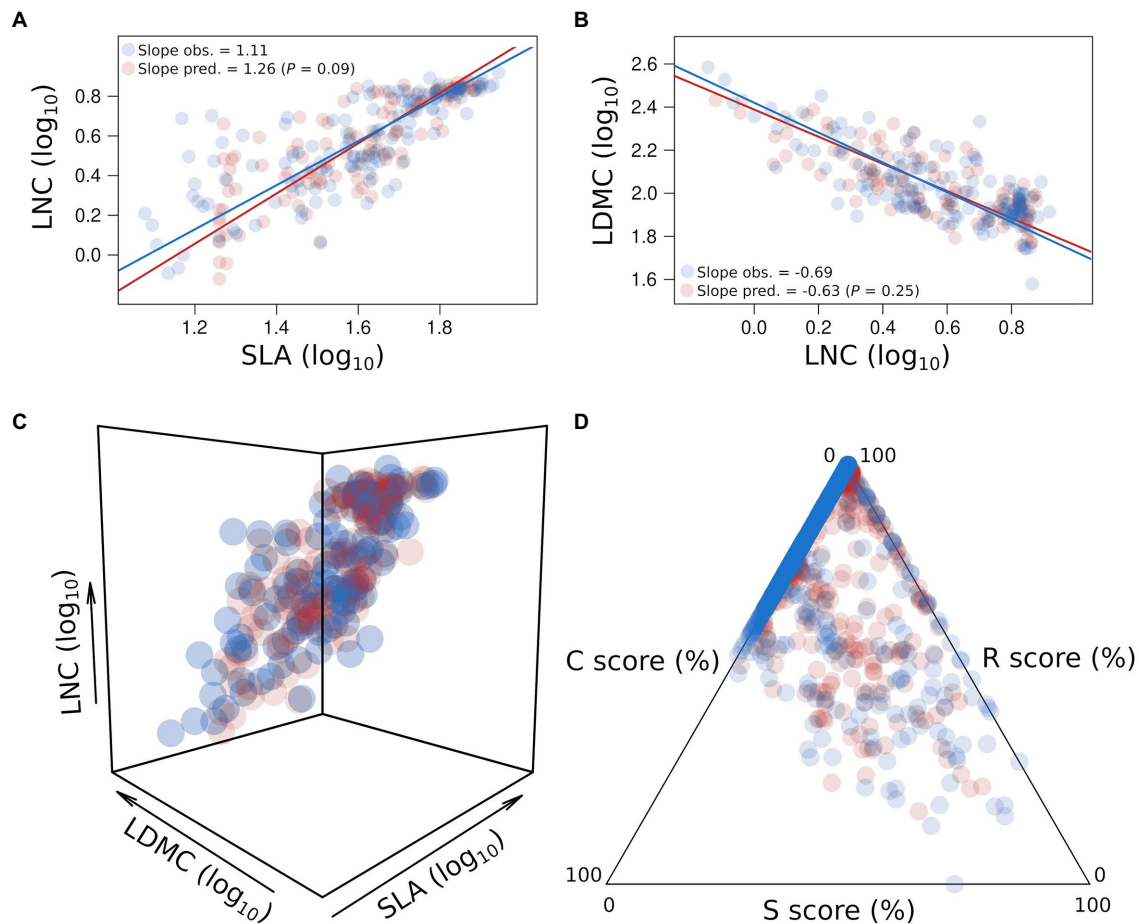 A
Slope obs. = 1.11
Slope pred. = 1.26 (P = 0.09)
LNC (log10)
0.8
0.6
0.4
0.2
0.0
1.2 1.4 1.6 1.8
SLA (log10)
B
LDMC (log10)
2.6
2.4
2.2
2.0
1.8
1.6
Slope obs. = -0.69
Slope pred. = -0.63 (P = 0.25)
0.0 0.2 0.4 0.6 0.8
LNC (log10)
C
LNC (log10)
LDMC (log10)
SLA (log10)
D
0 100
C score (%)
R score (%)
100 0
0 100
S score (%)